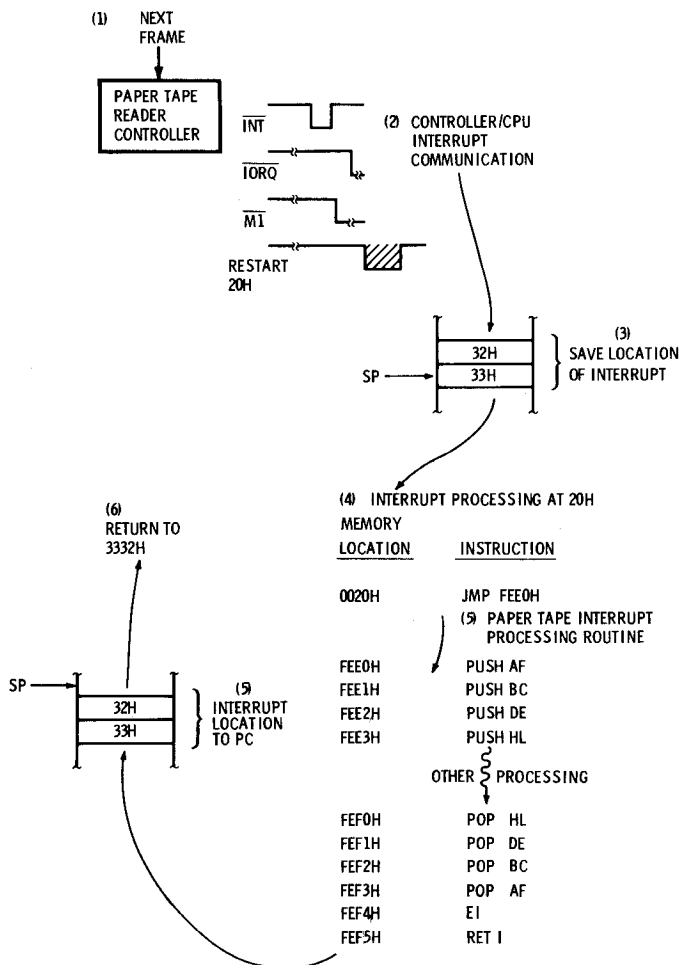 (1) NEXT
FRAME
PAPER TAPE
READER
CONTROLLER
INT
IORQ
M1
RESTART
20H
(2) CONTROLLER/CPU
INTERRUPT
COMMUNICATION
32H
33H
SP
(3)
SAVE LOCATION
OF INTERRUPT
(4) INTERRUPT PROCESSING AT 20H
MEMORY
LOCATION INSTRUCTION
0020H JMP FEE0H
(5) PAPER TAPE INTERRUPT
PROCESSING ROUTINE
FEE0H PUSH AF
FEE1H PUSH BC
FEE2H PUSH DE
FEE3H PUSH HL
OTHER PROCESSING
FEF0H POP HL
FEF1H POP DE
FEF2H POP BC
FEF3H POP AF
FEF4H EI
FEF5H RET I
(6)
RETURN TO
3332H
SP
32H
33H
(5)
INTERRUPT
LOCATION
TO PC